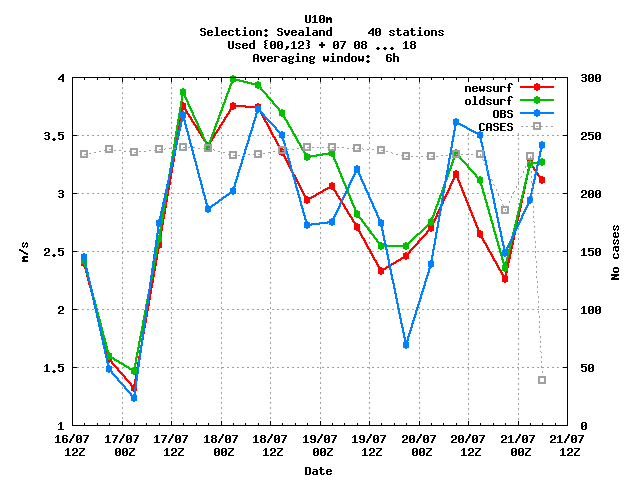 U10m
Selection: Svealand     40 stations
Used {00,12} + 07 08 ... 18
Averaging window:  6h
newsurf
oldsurf
OBS
CASES
4
3.5
3
2.5
2
1.5
1
300
250
200
150
100
50
0
m/s
No cases
16/07 17/07 17/07 18/07 18/07 19/07 19/07 20/07 20/07 21/07 21/07
12Z 00Z 12Z 00Z 12Z 00Z 12Z 00Z 12Z 00Z 12Z
Date